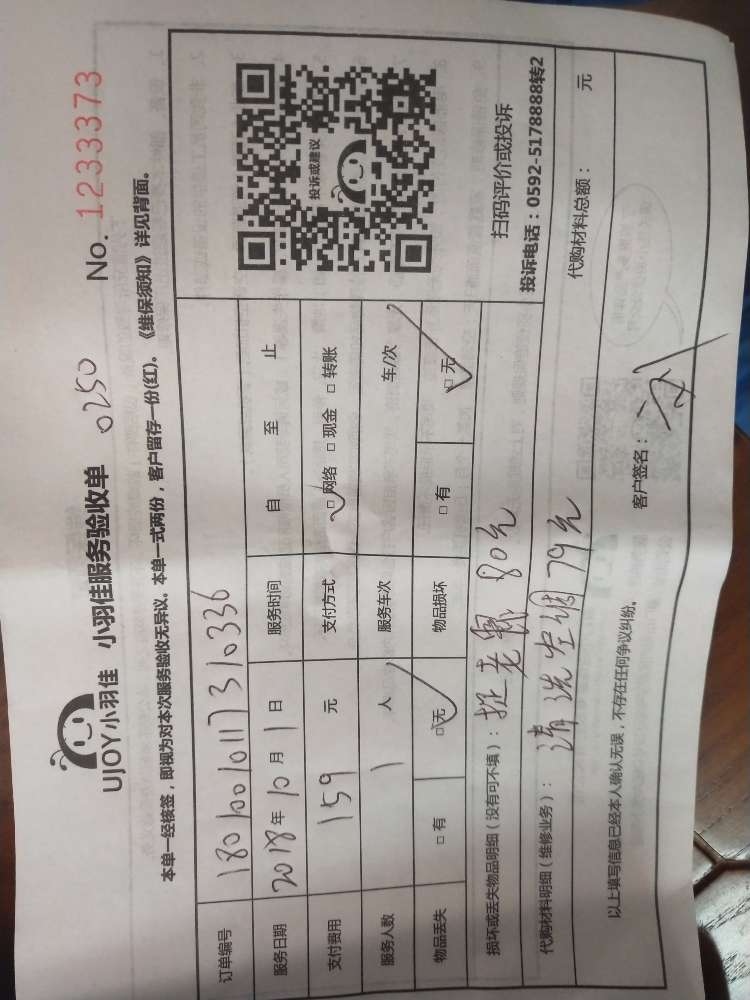 UJOY小羽佳 小羽佳服务验收单 0250 No. 1233373
本单一经核签，即视为对本次服务验收无异议。本单一式两份，客户留存一份(红)。《维保须知》详见背面。
订单编号 18010010117310336
服务日期 2018年10月1日 服务时间 自 至 止
支付费用 159 元 支付方式 □网络 □现金 □转账
服务人数 1 人 服务车次 车/次
物品丢失 □有 □无 物品损坏 □有 □无
投诉或建议
扫码评价或投诉
投诉电话：0592-5178888转2
损坏或丢失物品明细（没有可不填）： 捉老鼠 80元
代购材料明细（维修业务）： 清洗空调 79元 代购材料总额： 元
以上填写信息已经本人确认无误，不存在任何争议纠纷。 客户签名：